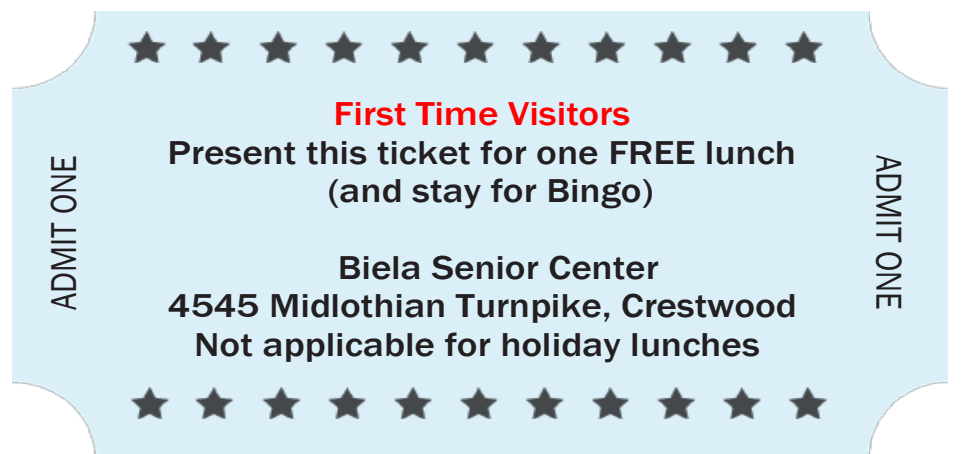 First Time Visitors
Present this ticket for one FREE lunch
(and stay for Bingo)
Biela Senior Center
4545 Midlothian Turnpike, Crestwood
Not applicable for holiday lunches
ADMIT ONE
ADMIT ONE